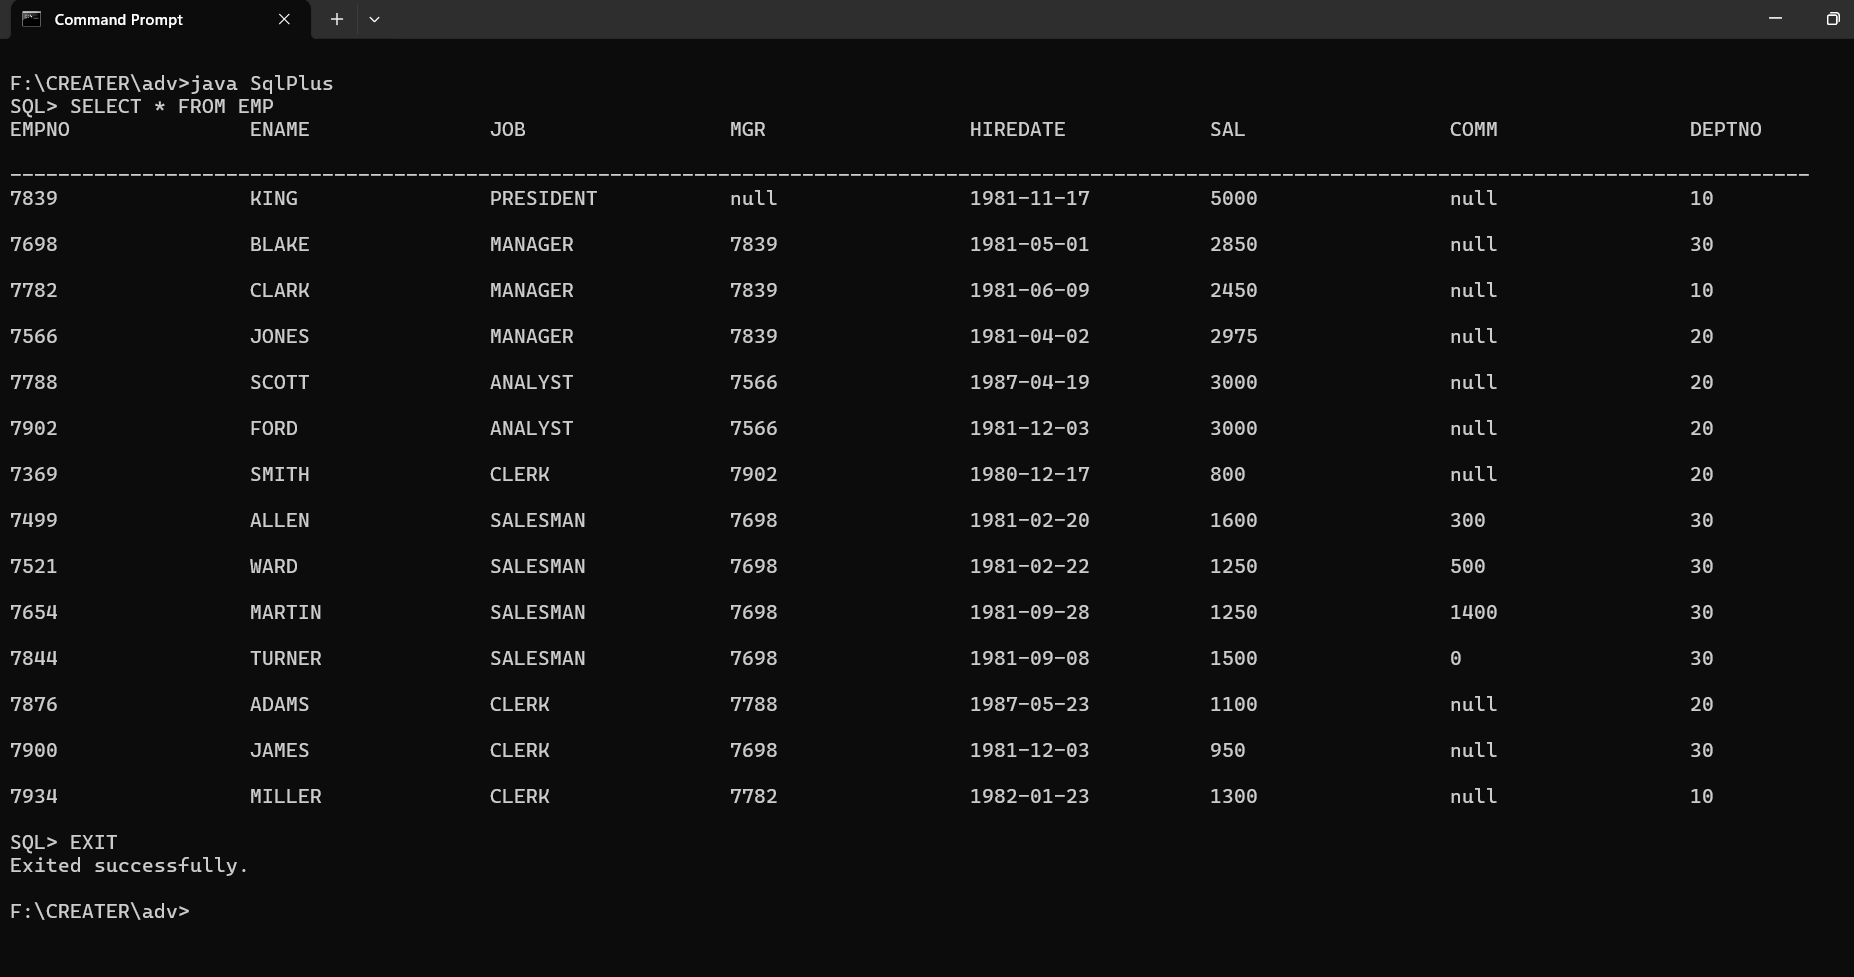 Command Prompt
F:\CREATER\adv>java SqlPlus
SQL> SELECT * FROM EMP
EMPNO ENAME JOB MGR HIREDATE SAL COMM DEPTNO
------------------------------------------------------------------------------------------------------------------------------------------------------
7839 KING PRESIDENT null 1981-11-17 5000 null 10
7698 BLAKE MANAGER 7839 1981-05-01 2850 null 30
7782 CLARK MANAGER 7839 1981-06-09 2450 null 10
7566 JONES MANAGER 7839 1981-04-02 2975 null 20
7788 SCOTT ANALYST 7566 1987-04-19 3000 null 20
7902 FORD ANALYST 7566 1981-12-03 3000 null 20
7369 SMITH CLERK 7902 1980-12-17 800 null 20
7499 ALLEN SALESMAN 7698 1981-02-20 1600 300 30
7521 WARD SALESMAN 7698 1981-02-22 1250 500 30
7654 MARTIN SALESMAN 7698 1981-09-28 1250 1400 30
7844 TURNER SALESMAN 7698 1981-09-08 1500 0 30
7876 ADAMS CLERK 7788 1987-05-23 1100 null 20
7900 JAMES CLERK 7698 1981-12-03 950 null 30
7934 MILLER CLERK 7782 1982-01-23 1300 null 10
SQL> EXIT
Exited successfully.
F:\CREATER\adv>